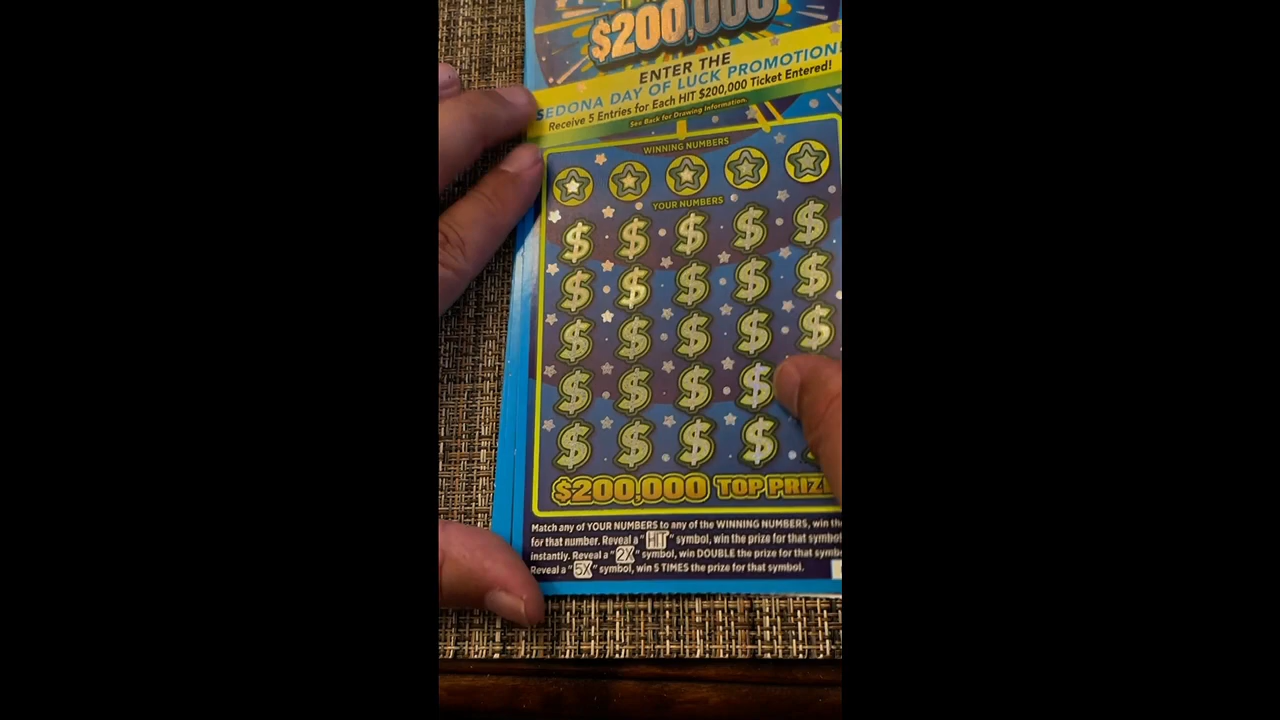 $200,000
ENTER THE
SEDONA DAY OF LUCK PROMOTION!
Receive 5 Entries for Each HIT $200,000 Ticket Entered!
See Back for Drawing Information.
WINNING NUMBERS
YOUR NUMBERS
$ $ $ $ $
$ $ $ $ $
$ $ $ $ $
$ $ $ $
$ $ $ $
$200,000 TOP PRIZ
Match any of YOUR NUMBERS to any of the WINNING NUMBERS, win the
for that number. Reveal a "HIT" symbol, win the prize for that symbol
instantly. Reveal a "2X" symbol, win DOUBLE the prize for that symb
Reveal a "5X" symbol, win 5 TIMES the prize for that symbol.